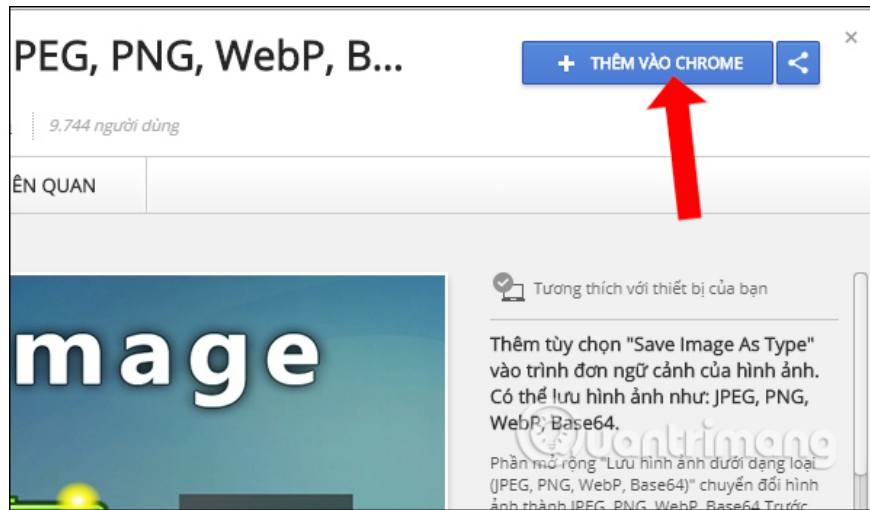 PEG, PNG, WebP, B...
+ THÊM VÀO CHROME
9.744 người dùng
ÊN QUAN
mage
Tương thích với thiết bị của bạn
Thêm tùy chọn "Save Image As Type"
vào trình đơn ngữ cảnh của hình ảnh.
Có thể lưu hình ảnh như: JPEG, PNG,
WebP, Base64.
Quantrimang
Phần mở rộng "Lưu hình ảnh dưới dạng loại
(JPEG, PNG, WebP, Base64)" chuyển đổi hình
ảnh thành JPEG, PNG, WebP, Base64 Trước